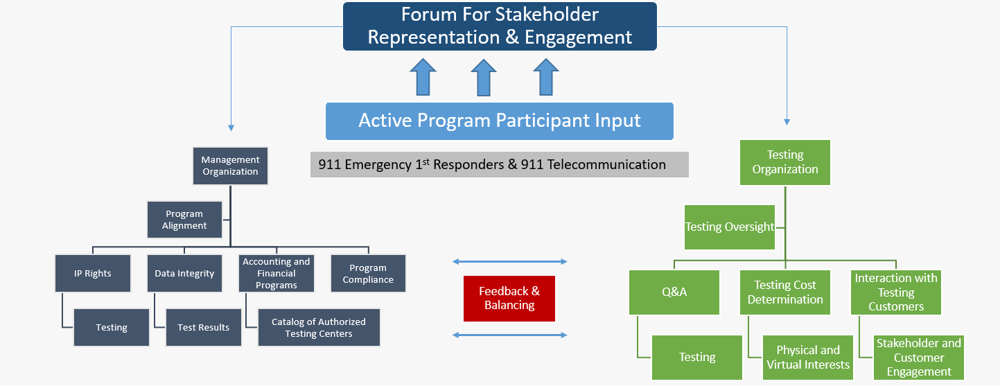 Forum For Stakeholder
Representation & Engagement
Active Program Participant Input
911 Emergency 1st Responders & 911 Telecommunication
Management
Organization
Program
Alignment
IP Rights
Data Integrity
Accounting and
Financial
Programs
Program
Compliance
Testing
Test Results
Catalog of Authorized
Testing Centers
Feedback &
Balancing
Testing
Organization
Testing Oversight
Q&A
Testing Cost
Determination
Interaction with
Testing
Customers
Testing
Physical and
Virtual Interests
Stakeholder and
Customer
Engagement